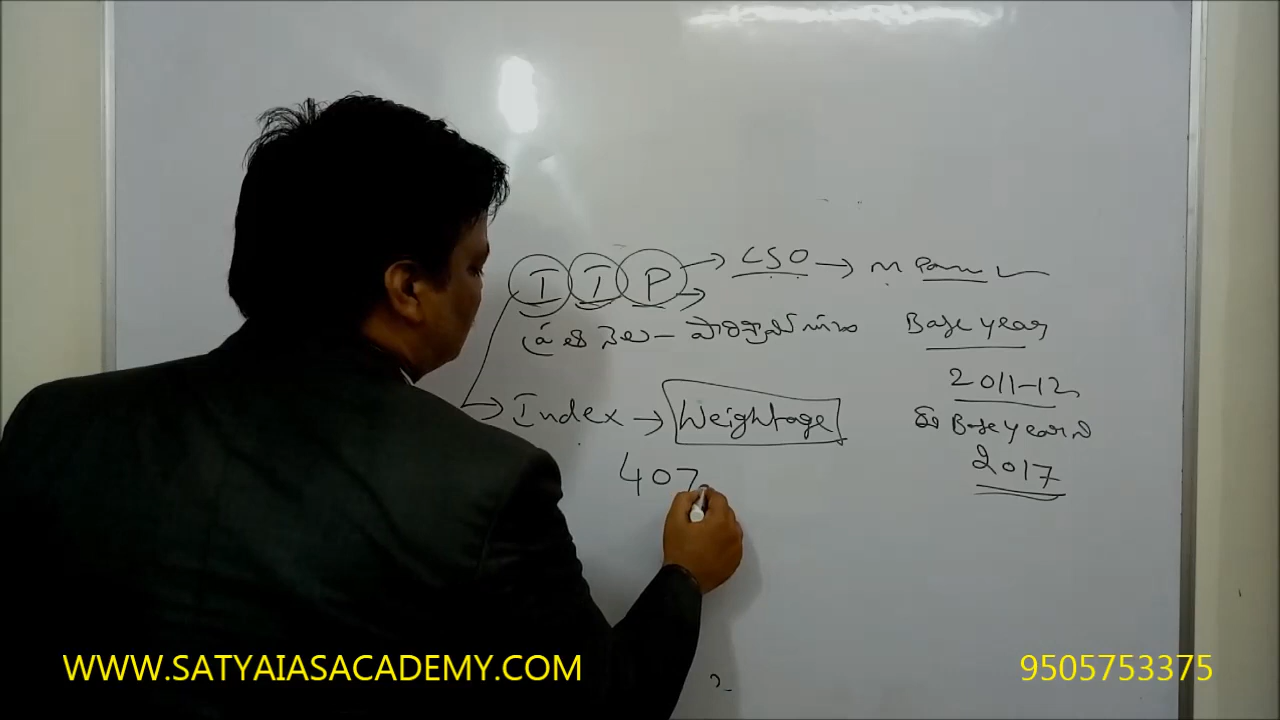 I I P → CSO →
ప్రతి నెల - పారిశ్రామిక
Base year
2011-12
Index → Weightage
ఈ Base year ని
2017
407
WWW.SATYAIASACADEMY.COM
9505753375